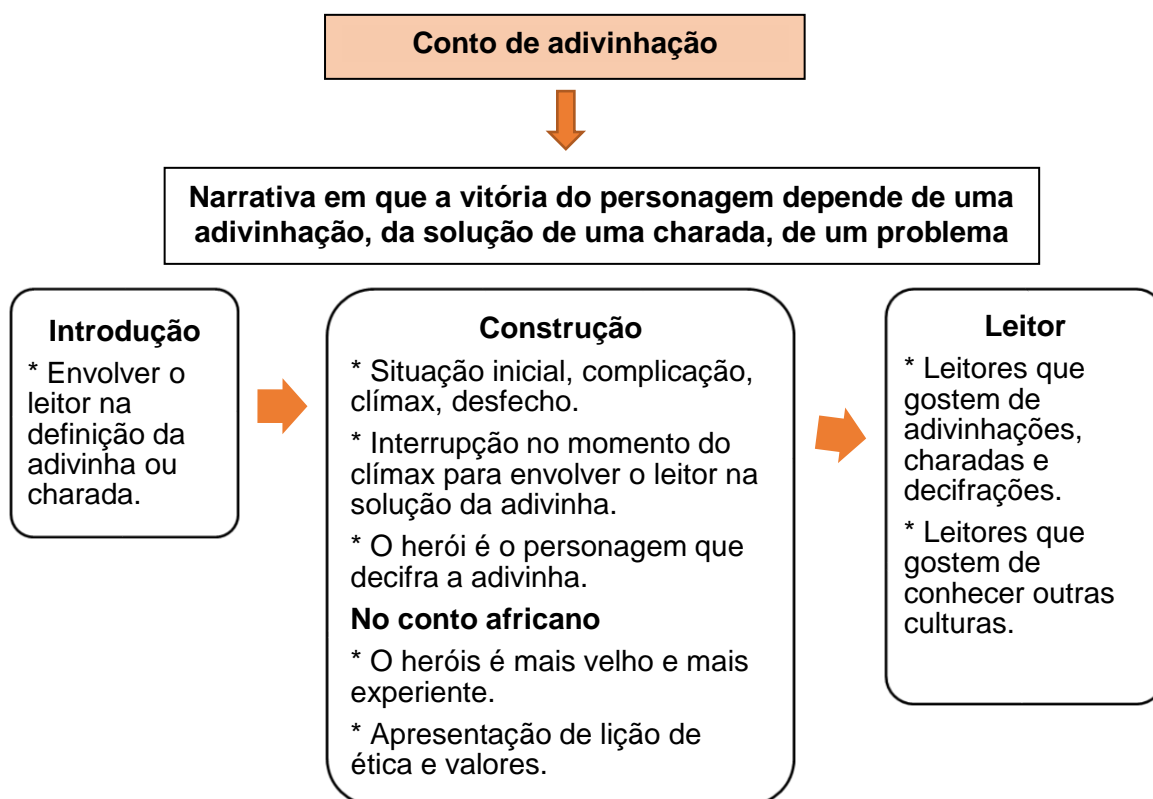 Conto de adivinhação
Narrativa em que a vitória do personagem depende de uma
adivinhação, da solução de uma charada, de um problema
Introdução
* Envolver o
leitor na
definição da
adivinha ou
charada.
Construção
* Situação inicial, complicação,
clímax, desfecho.
* Interrupção no momento do
clímax para envolver o leitor na
solução da adivinha.
* O herói é o personagem que
decifra a adivinha.
No conto africano
* O heróis é mais velho e mais
experiente.
* Apresentação de lição de
ética e valores.
Leitor
* Leitores que
gostem de
adivinhações,
charadas e
decifrações.
* Leitores que
gostem de
conhecer outras
culturas.